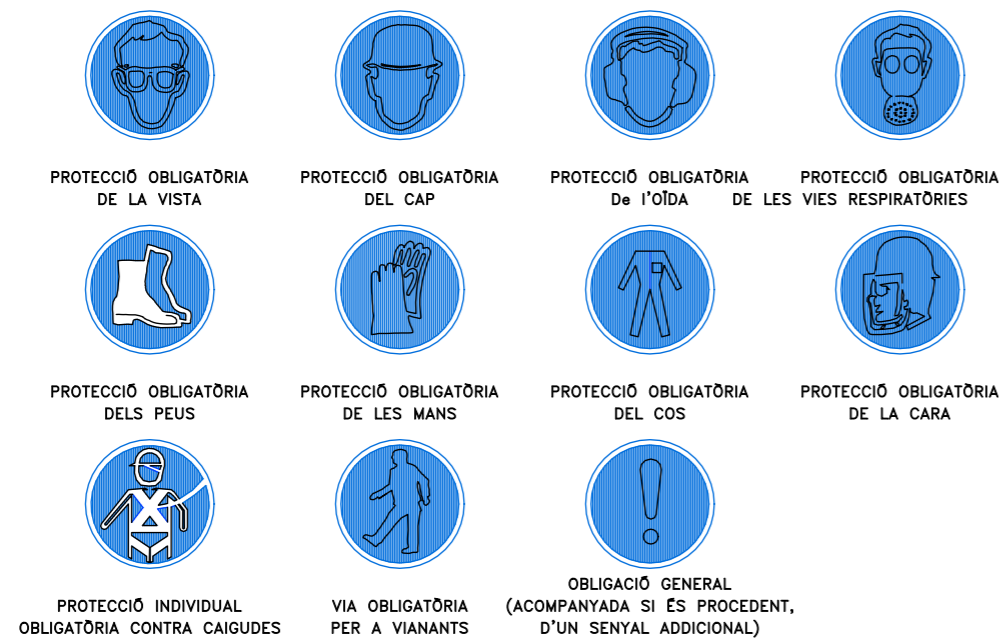 PROTECCIÓ OBLIGATÒRIA
DE LA VISTA
PROTECCIÓ OBLIGATÒRIA
DEL CAP
PROTECCIÓ OBLIGATÒRIA
De l'OÏDA
PROTECCIÓ OBLIGATÒRIA
DE LES VIES RESPIRATÒRIES
PROTECCIÓ OBLIGATÒRIA
DELS PEUS
PROTECCIÓ OBLIGATÒRIA
DE LES MANS
PROTECCIÓ OBLIGATÒRIA
DEL COS
PROTECCIÓ OBLIGATÒRIA
DE LA CARA
PROTECCIÓ INDIVIDUAL
OBLIGATÒRIA CONTRA CAIGUDES
VIA OBLIGATÒRIA
PER A VIANANTS
OBLIGACIÓ GENERAL
(ACOMPANYADA SI ÉS PROCEDENT,
D'UN SENYAL ADDICIONAL)